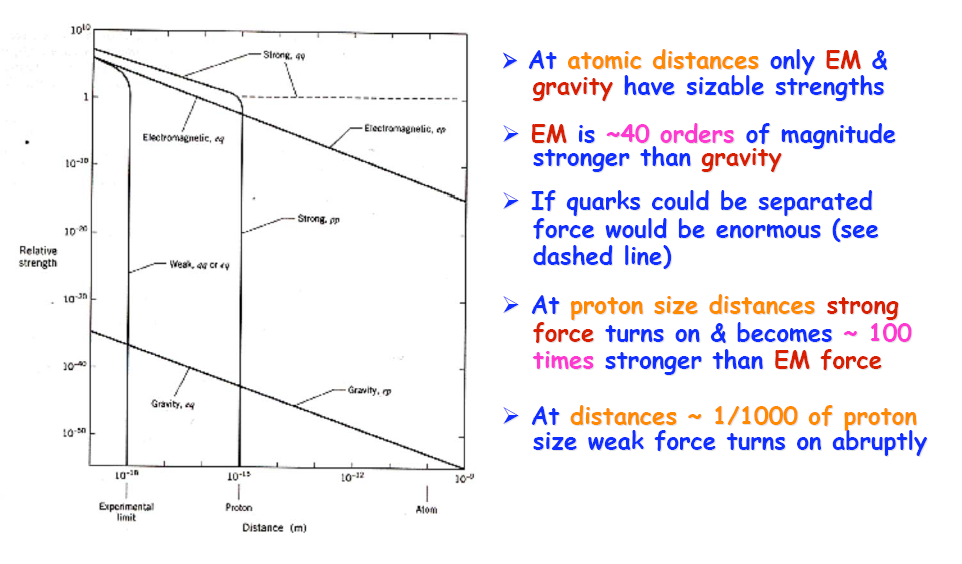 10^10
Strong, qq
1
Electromagnetic, eq
Electromagnetic, ep
10^-10
10^-20
Strong, pp
Relative
strength
Weak, qq or eq
10^-30
10^-40
Gravity, eq
Gravity, ep
10^-50
10^-18
10^-15
10^-12
10^-9
Experimental
limit
Proton
Atom
Distance (m)
➢ At atomic distances only EM &
gravity have sizable strengths
➢ EM is ~40 orders of magnitude
stronger than gravity
➢ If quarks could be separated
force would be enormous (see
dashed line)
➢ At proton size distances strong
force turns on & becomes ~ 100
times stronger than EM force
➢ At distances ~ 1/1000 of proton
size weak force turns on abruptly